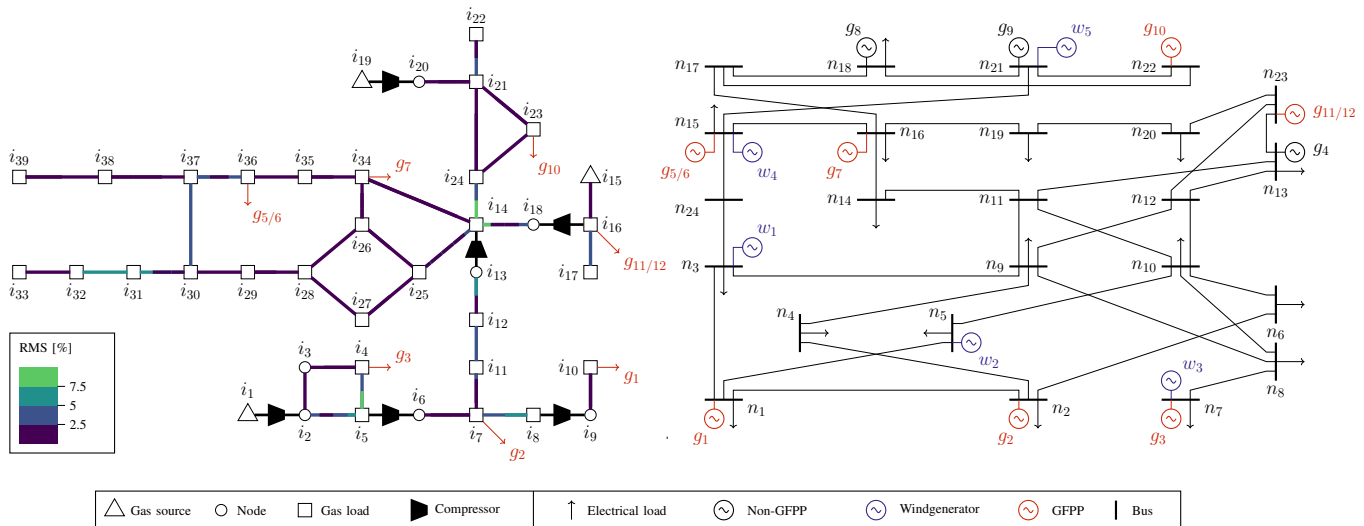 i22
i19
i20
i21
i23
g10
i39
i38
i37
i36
i35
i34
g7
i24
i15
g5/6
i14
i18
i16
i26
i13
g11/12
i17
i33
i32
i31
i30
i29
i28
i27
i25
i12
RMS [%]
7.5
5
2.5
i3
i4
g3
i11
i10
g1
i1
i2
i5
i6
i7
i8
i9
g2
g8
g9
w5
g10
n17
n18
n21
n22
n23
g11/12
n15
n16
n19
n20
g4
g5/6
w4
g7
n13
n24
n14
n11
n12
w1
n3
n9
n10
n4
n5
n6
w2
w3
n8
n1
n2
n7
g1
g2
g3
Gas source
Node
Gas load
Compressor
Electrical load
Non-GFPP
Windgenerator
GFPP
Bus